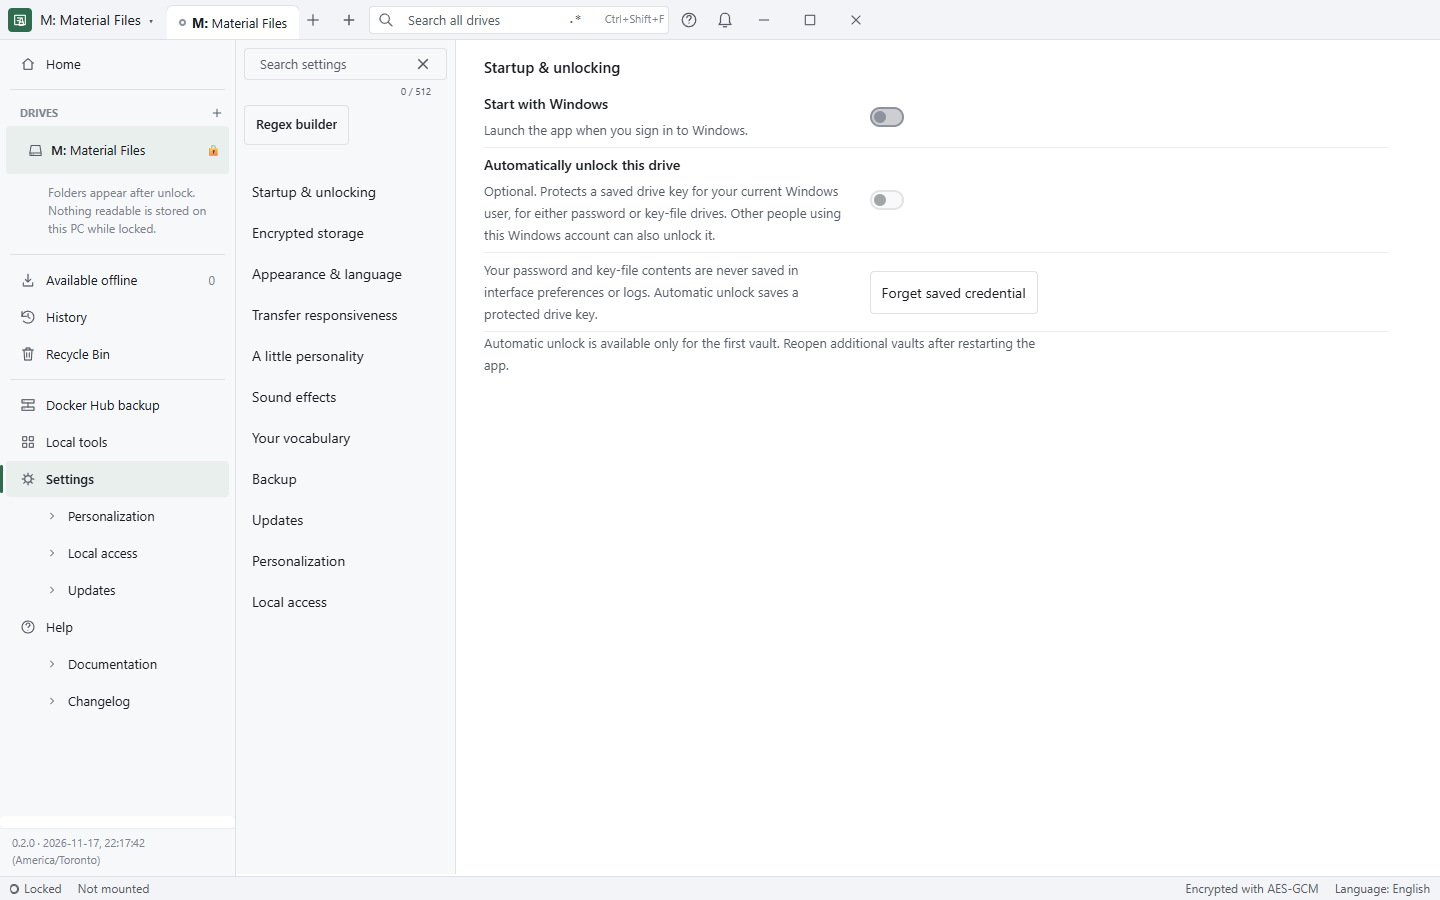 M: Material Files
M: Material Files
Search all drives
.*
Ctrl+Shift+F
Home
DRIVES
M: Material Files
Folders appear after unlock.
Nothing readable is stored on
this PC while locked.
Available offline
0
History
Recycle Bin
Docker Hub backup
Local tools
Settings
Personalization
Local access
Updates
Help
Documentation
Changelog
0.2.0 · 2026-11-17, 22:17:42
(America/Toronto)
Search settings
0 / 512
Regex builder
Startup & unlocking
Encrypted storage
Appearance & language
Transfer responsiveness
A little personality
Sound effects
Your vocabulary
Backup
Updates
Personalization
Local access
Startup & unlocking
Start with Windows
Launch the app when you sign in to Windows.
Automatically unlock this drive
Optional. Protects a saved drive key for your current Windows
user, for either password or key-file drives. Other people using
this Windows account can also unlock it.
Your password and key-file contents are never saved in
interface preferences or logs. Automatic unlock saves a
protected drive key.
Forget saved credential
Automatic unlock is available only for the first vault. Reopen additional vaults after restarting the
app.
Locked
Not mounted
Encrypted with AES-GCM
Language: English